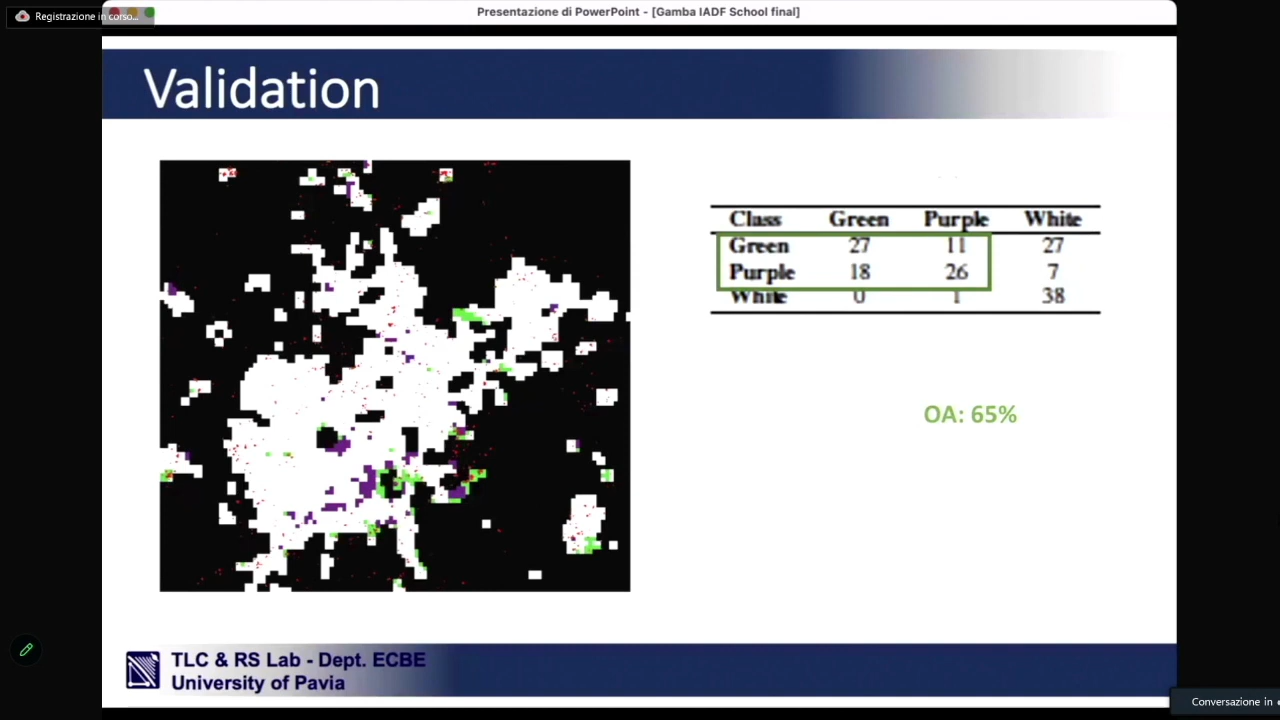 Registrazione in corso...
Presentazione di PowerPoint - [Gamba IADF School final]
Validation
Class Green Purple White
Green 27 11 27
Purple 18 26 7
White 0 1 38
OA: 65%
TLC & RS Lab - Dept. ECBE
University of Pavia
Conversazione in